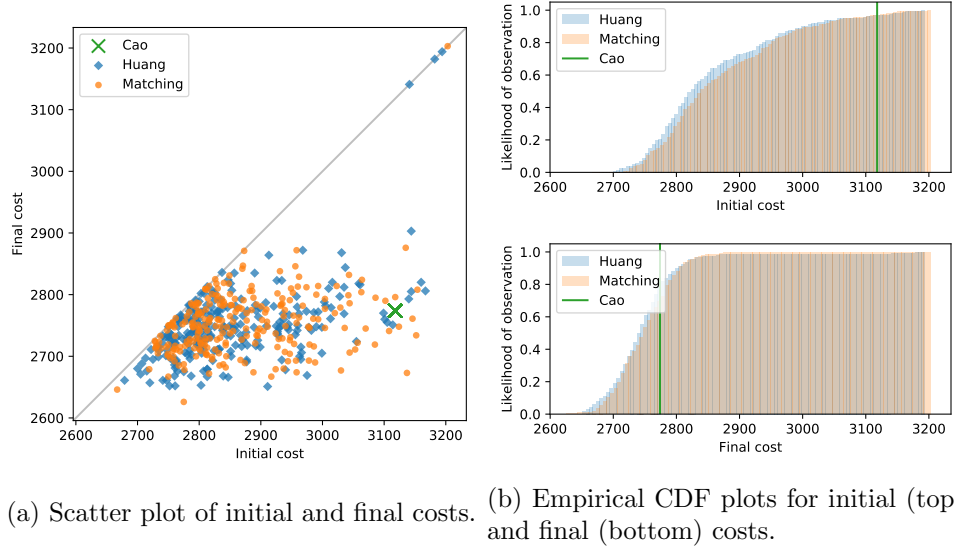 Cao
Huang
Matching
3200
3100
3000
2900
2800
2700
2600
2600 2700 2800 2900 3000 3100 3200
Initial cost
Final cost
Huang
Matching
Cao
1.0
0.8
0.6
0.4
0.2
0.0
2600 2700 2800 2900 3000 3100 3200
Initial cost
Likelihood of observation
Huang
Matching
Cao
1.0
0.8
0.6
0.4
0.2
0.0
2600 2700 2800 2900 3000 3100 3200
Final cost
Likelihood of observation
(a) Scatter plot of initial and final costs.
(b) Empirical CDF plots for initial (top
and final (bottom) costs.